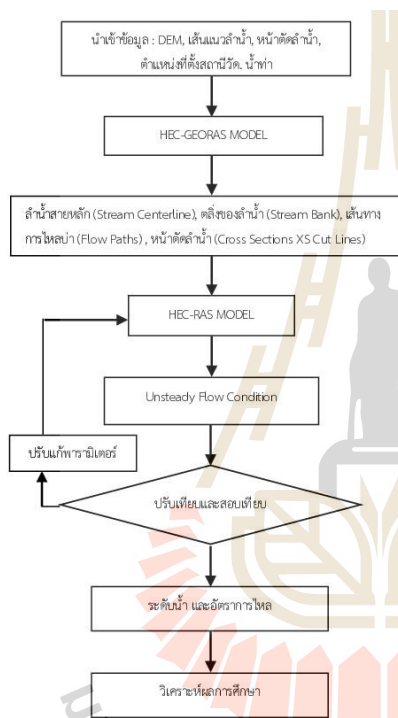 นำเข้าข้อมูล : DEM, เส้นแนวลำน้ำ, หน้าตัดลำน้ำ,
ตำแหน่งที่ตั้งสถานีวัด. น้ำท่า
HEC-GEORAS MODEL
ลำน้ำสายหลัก (Stream Centerline), ตลิ่งของลำน้ำ (Stream Bank), เส้นทาง
การไหลบ่า (Flow Paths) , หน้าตัดลำน้ำ (Cross Sections XS Cut Lines)
HEC-RAS MODEL
Unsteady Flow Condition
ปรับแก้พารามิเตอร์
ปรับเทียบและสอบเทียบ
ระดับน้ำ และอัตราการไหล
วิเคราะห์ผลการศึกษา